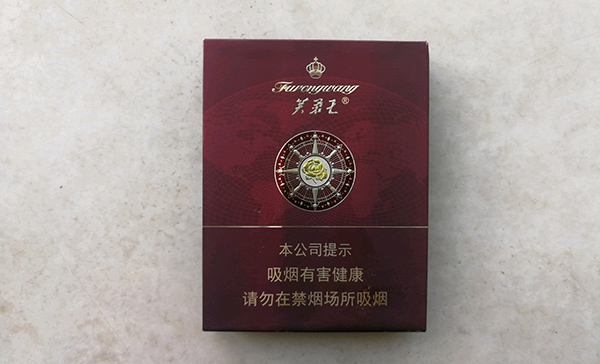 Furongwang
芙蓉王®
本公司提示
吸烟有害健康
请勿在禁烟场所吸烟